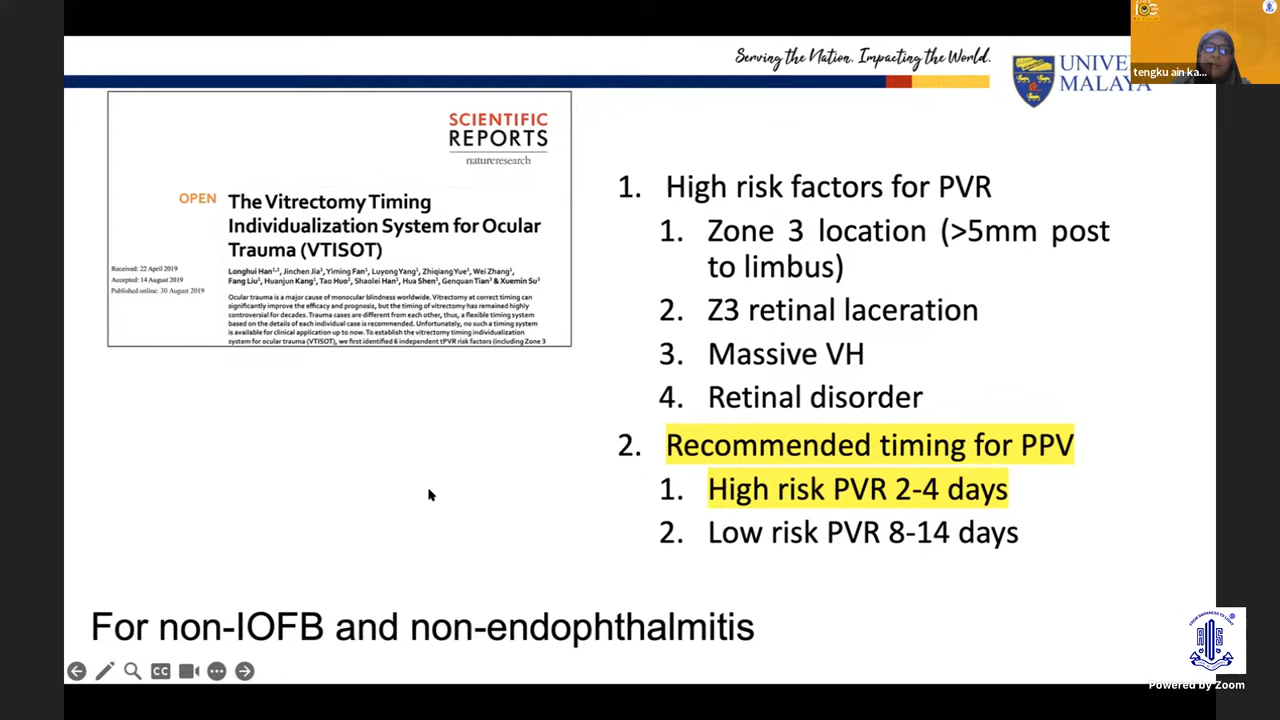 Serving the Nation. Impacting the World.
UNIVE
MALAYA
tengku ain ka...
SCIENTIFIC
REPORTS
natureresearch
OPEN
The Vitrectomy Timing
Individualization System for Ocular
Trauma (VTISOT)
Received: 22 April 2019
Accepted: 14 August 2019
Published online: 30 August 2019
Longhui Han1,2, Jinchen Jia1, Yiming Fan1, Luyong Yang1, Zhiqiang Yue1, Wei Zhang1,
Fang Liu1, Huanjun Kang1, Tao Huo1, Shaolei Han1, Hua Shen1, Genquan Tian3 & Xuemin Su3
Ocular trauma is a major cause of monocular blindness worldwide. Vitrectomy at correct timing can
significantly improve the efficacy and prognosis, but the timing of vitrectomy has remained highly
controversial for decades. Trauma cases are different from each other, thus, a flexible timing system
based on the details of each individual case is recommended. Unfortunately, no such a timing system
is available for clinical application up to now. To establish the vitrectomy timing individualization
system for ocular trauma (VTISOT), we first identified 6 independent tPVR risk factors (including Zone 3
1. High risk factors for PVR
1. Zone 3 location (>5mm post
to limbus)
2. Z3 retinal laceration
3. Massive VH
4. Retinal disorder
2. Recommended timing for PPV
1. High risk PVR 2-4 days
2. Low risk PVR 8-14 days
For non-IOFB and non-endophthalmitis
CC
Powered by Zoom